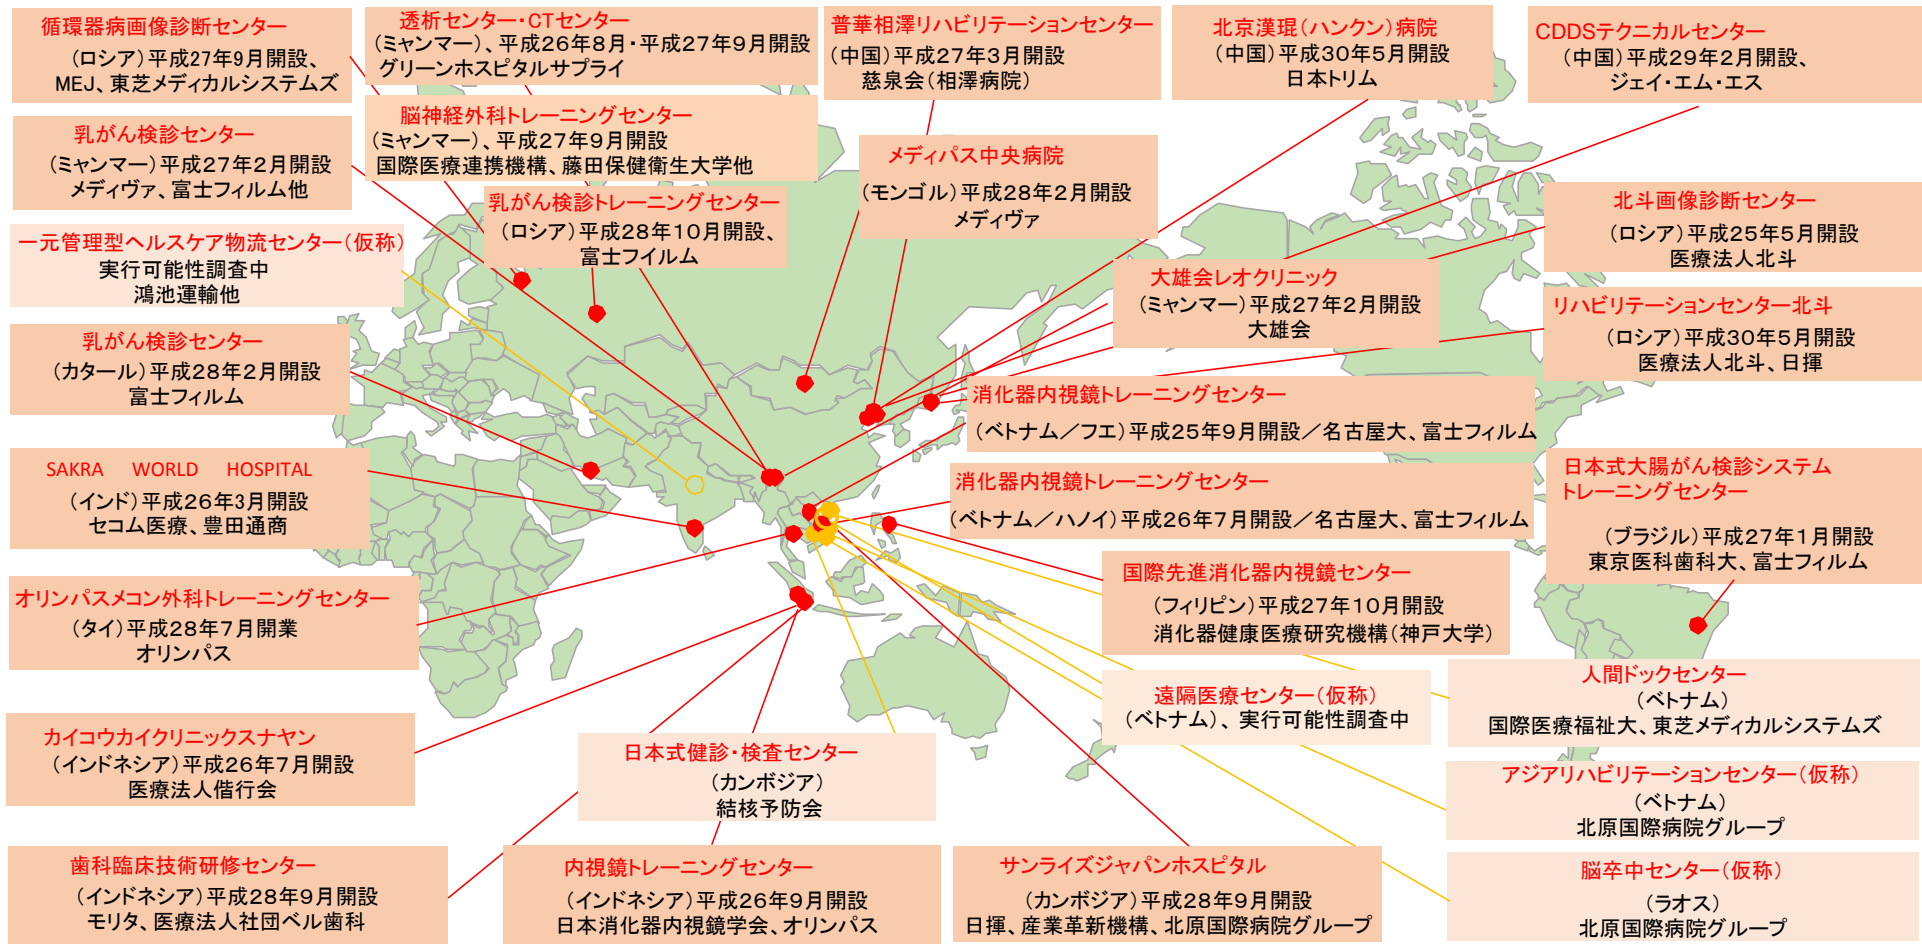 循環器病画像診断センター
(ロシア)平成27年9月開設、
MEJ、東芝メディカルシステムズ
透析センター・CTセンター
(ミャンマー)、平成26年8月・平成27年9月開設
グリーンホスピタルサプライ
普華相澤リハビリテーションセンター
(中国)平成27年3月開設
慈泉会(相澤病院)
北京漢琨(ハンクン)病院
(中国)平成30年5月開設
日本トリム
CDDSテクニカルセンター
(中国)平成29年2月開設、
ジェイ・エム・エス
乳がん検診センター
(ミャンマー)平成27年2月開設
メディヴァ、富士フィルム他
脳神経外科トレーニングセンター
(ミャンマー)、平成27年9月開設
国際医療連携機構、藤田保健衛生大学他
メディパス中央病院
(モンゴル)平成28年2月開設
メディヴァ
乳がん検診トレーニングセンター
(ロシア)平成28年10月開設、
富士フイルム
北斗画像診断センター
(ロシア)平成25年5月開設
医療法人北斗
一元管理型ヘルスケア物流センター(仮称)
実行可能性調査中
鴻池運輸他
大雄会レオクリニック
(ミャンマー)平成27年2月開設
大雄会
リハビリテーションセンター北斗
(ロシア)平成30年5月開設
医療法人北斗、日揮
乳がん検診センター
(カタール)平成28年2月開設
富士フィルム
消化器内視鏡トレーニングセンター
(ベトナム/フエ)平成25年9月開設/名古屋大、富士フィルム
SAKRA WORLD HOSPITAL
(インド)平成26年3月開設
セコム医療、豊田通商
消化器内視鏡トレーニングセンター
(ベトナム/ハノイ)平成26年7月開設/名古屋大、富士フィルム
日本式大腸がん検診システム
トレーニングセンター
(ブラジル)平成27年1月開設
東京医科歯科大、富士フィルム
オリンパスメコン外科トレーニングセンター
(タイ)平成28年7月開業
オリンパス
国際先進消化器内視鏡センター
(フィリピン)平成27年10月開設
消化器健康医療研究機構(神戸大学)
遠隔医療センター(仮称)
(ベトナム)、実行可能性調査中
人間ドックセンター
(ベトナム)
国際医療福祉大、東芝メディカルシステムズ
カイコウカイクリニックスナヤン
(インドネシア)平成26年7月開設
医療法人偕行会
日本式健診・検査センター
(カンボジア)
結核予防会
アジアリハビリテーションセンター(仮称)
(ベトナム)
北原国際病院グループ
歯科臨床技術研修センター
(インドネシア)平成28年9月開設
モリタ、医療法人社団ベル歯科
内視鏡トレーニングセンター
(インドネシア)平成26年9月開設
日本消化器内視鏡学会、オリンパス
サンライズジャパンホスピタル
(カンボジア)平成28年9月開設
日揮、産業革新機構、北原国際病院グループ
脳卒中センター(仮称)
(ラオス)
北原国際病院グループ